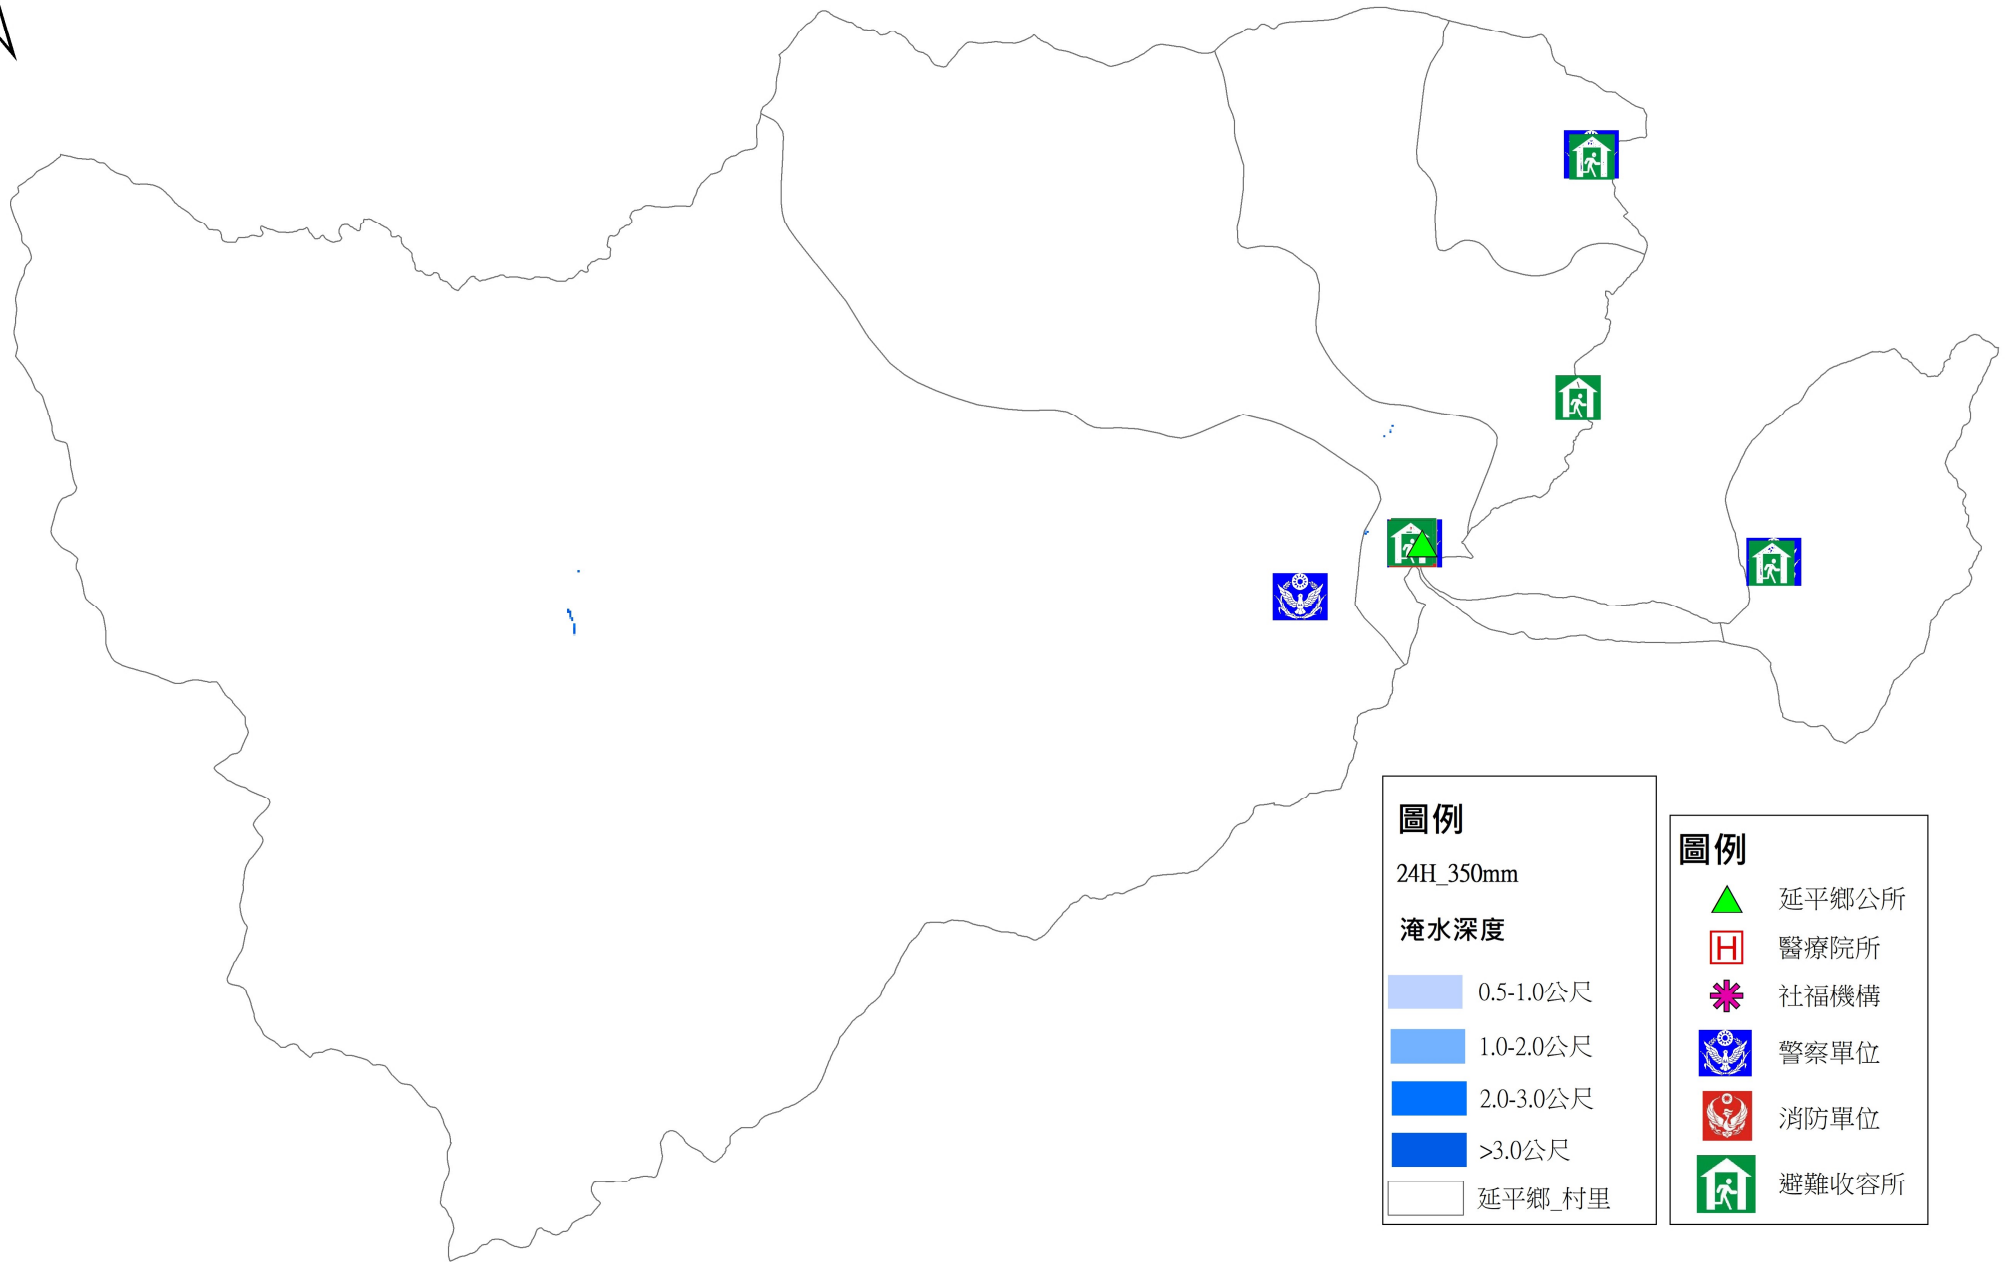 圖例
24H_350mm
淹水深度
0.5-1.0公尺
1.0-2.0公尺
2.0-3.0公尺
>3.0公尺
延平鄉_村里
圖例
延平鄉公所
H 醫療院所
社福機構
警察單位
消防單位
避難收容所